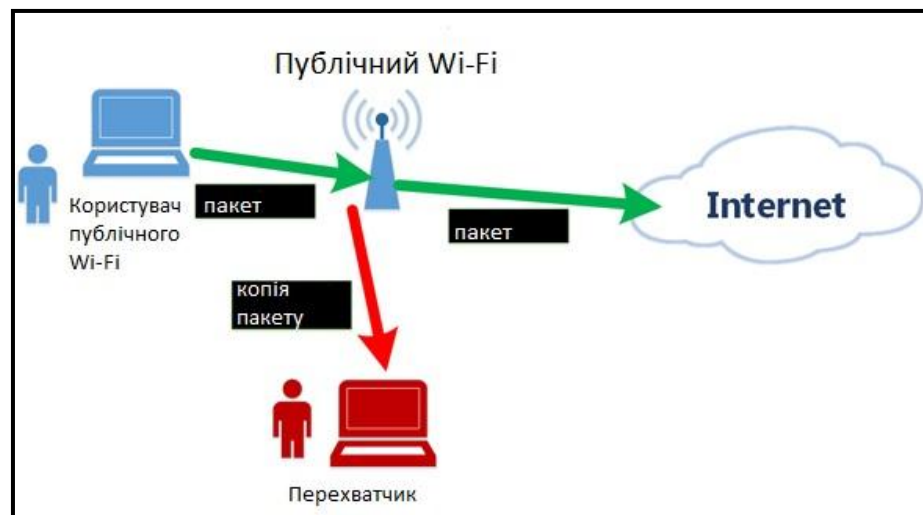 Публічний Wi-Fi
Користувач
публічного
Wi-Fi
пакет
пакет
Internet
копія
пакету
Перехватчик